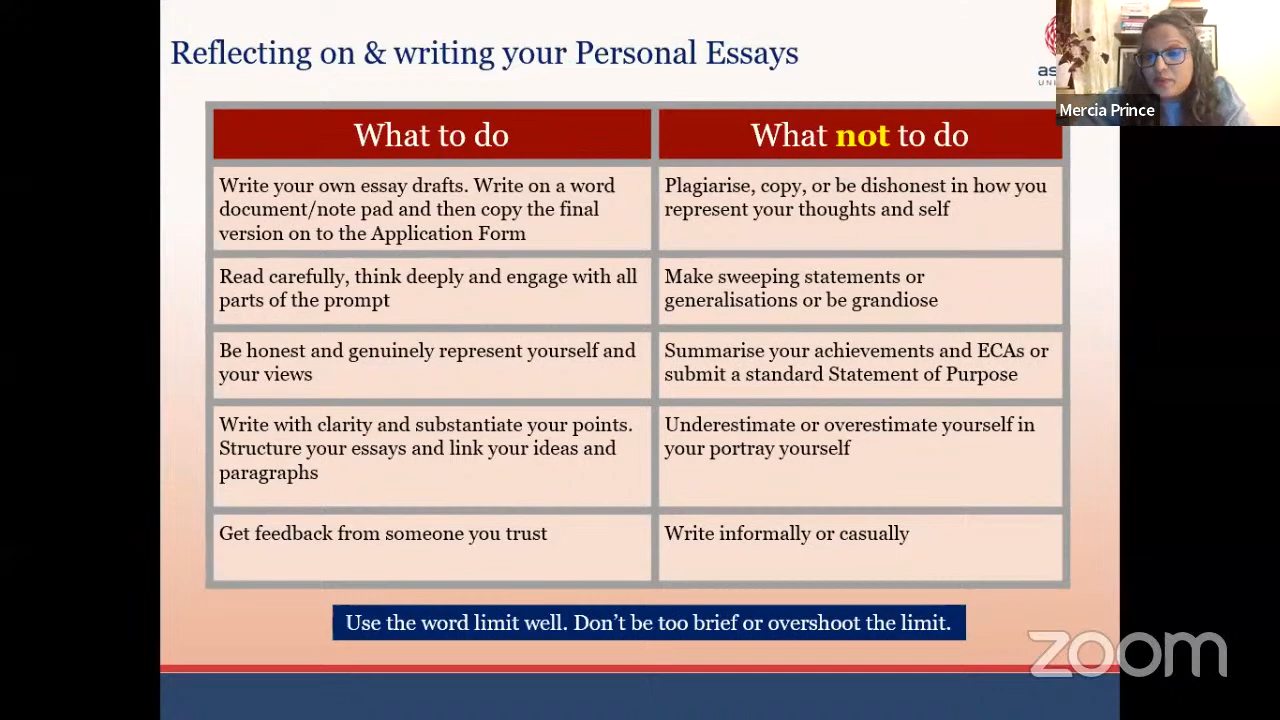 Reflecting on & writing your Personal Essays
Mercia Prince
What to do
What not to do
Write your own essay drafts. Write on a word
document/note pad and then copy the final
version on to the Application Form
Plagiarise, copy, or be dishonest in how you
represent your thoughts and self
Read carefully, think deeply and engage with all
parts of the prompt
Make sweeping statements or
generalisations or be grandiose
Be honest and genuinely represent yourself and
your views
Summarise your achievements and ECAs or
submit a standard Statement of Purpose
Write with clarity and substantiate your points.
Structure your essays and link your ideas and
paragraphs
Underestimate or overestimate yourself in
your portray yourself
Get feedback from someone you trust
Write informally or casually
Use the word limit well. Don't be too brief or overshoot the limit.
zoom